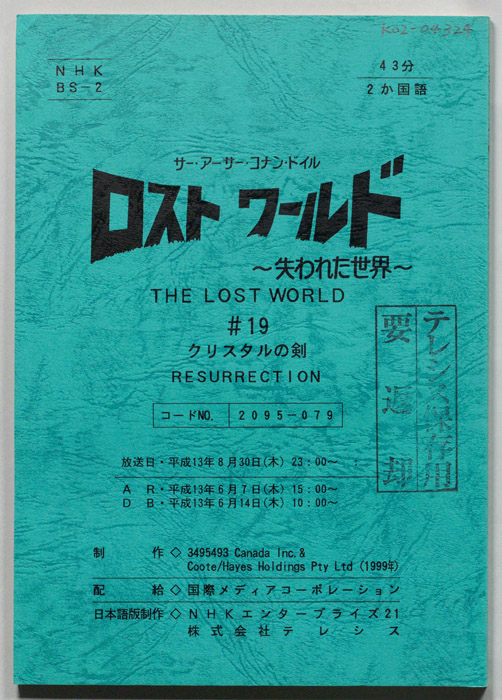 K02-04324
NHK
BS-2
43分
2か国語
サー・アーサー・コナン・ドイル
ロスト ワールド
~失われた世界~
THE LOST WORLD
#19
クリスタルの剣
RESURRECTION
コードNO. 2095-079
テレシス保存用
要返却
放送日・平成13年8月30日(木) 23:00~
AR・平成13年6月7日(木) 15:00~
DB・平成13年6月14日(木) 10:00~
制作◇3495493 Canada Inc.&
Coote/Hayes Holdings Pty Ltd (1999年)
配給◇国際メディアコーポレーション
日本語版制作◇NHKエンタープライズ21
株式会社テレシス